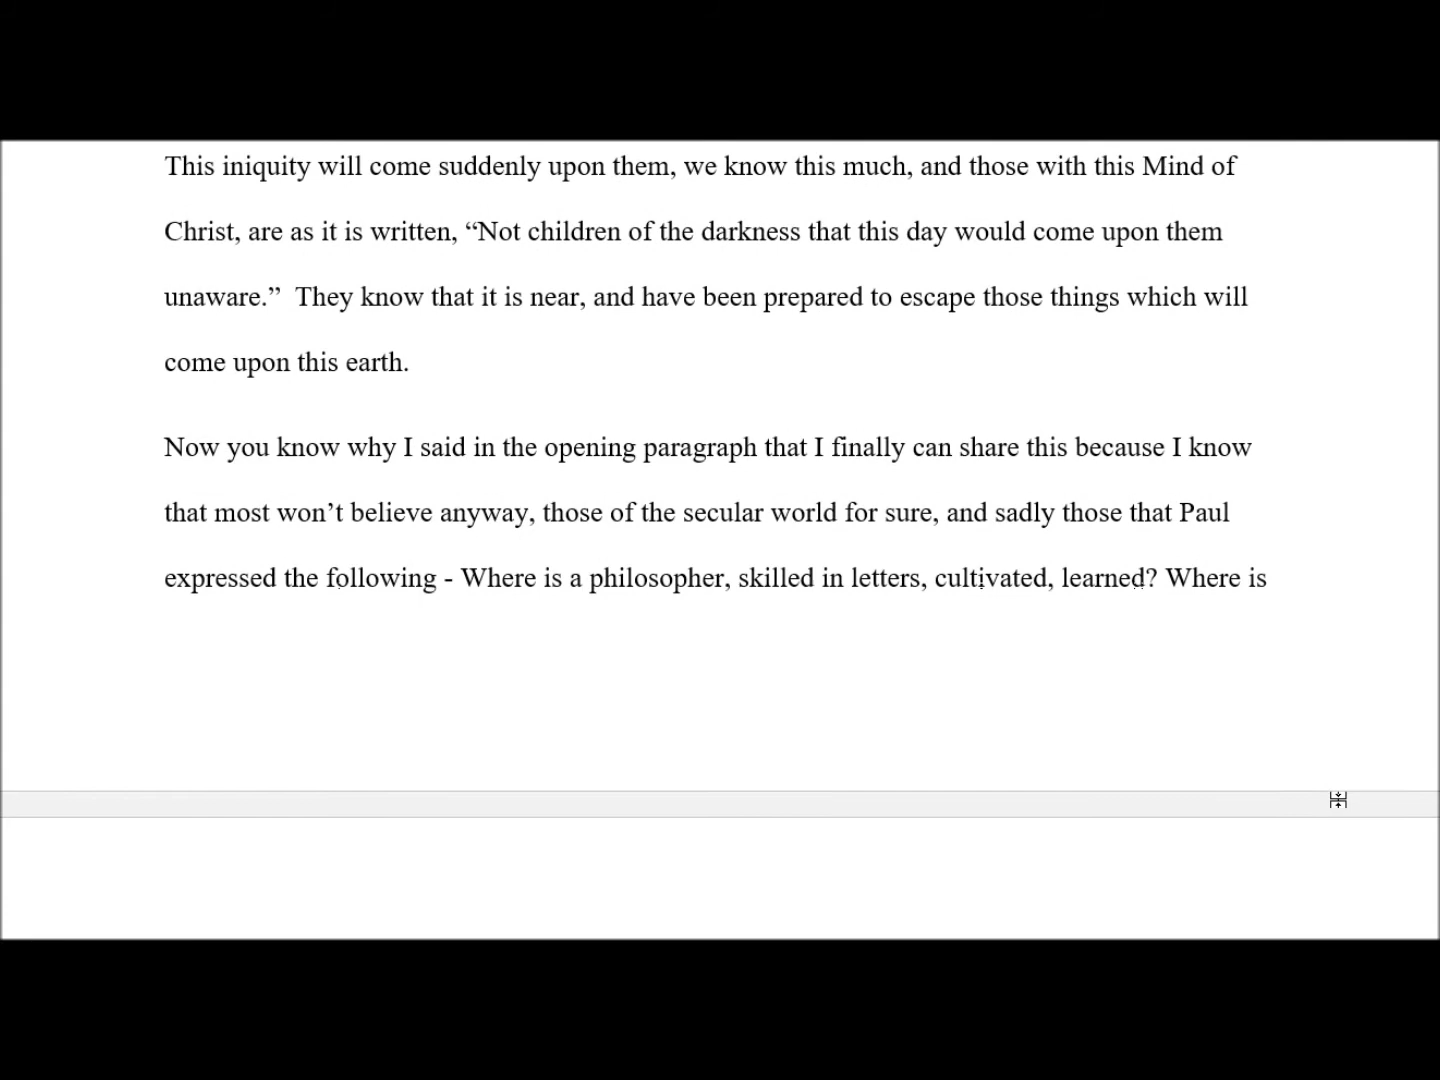 This iniquity will come suddenly upon them, we know this much, and those with this Mind of
Christ, are as it is written, “Not children of the darkness that this day would come upon them
unaware.”  They know that it is near, and have been prepared to escape those things which will
come upon this earth.
Now you know why I said in the opening paragraph that I finally can share this because I know
that most won’t believe anyway, those of the secular world for sure, and sadly those that Paul
expressed the following - Where is a philosopher, skilled in letters, cultivated, learned? Where is